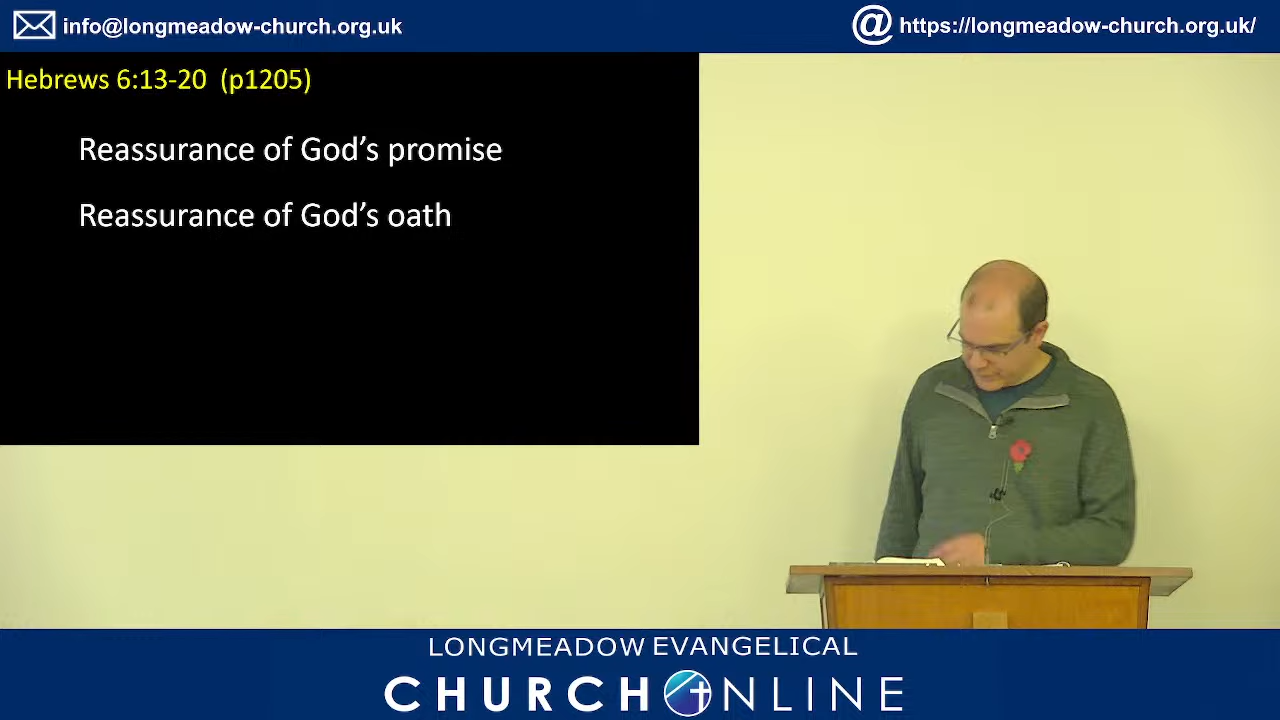 info@longmeadow-church.org.uk
https://longmeadow-church.org.uk/
Hebrews 6:13-20 (p1205)
Reassurance of God’s promise
Reassurance of God’s oath
LONGMEADOW EVANGELICAL
CHURCH ONLINE